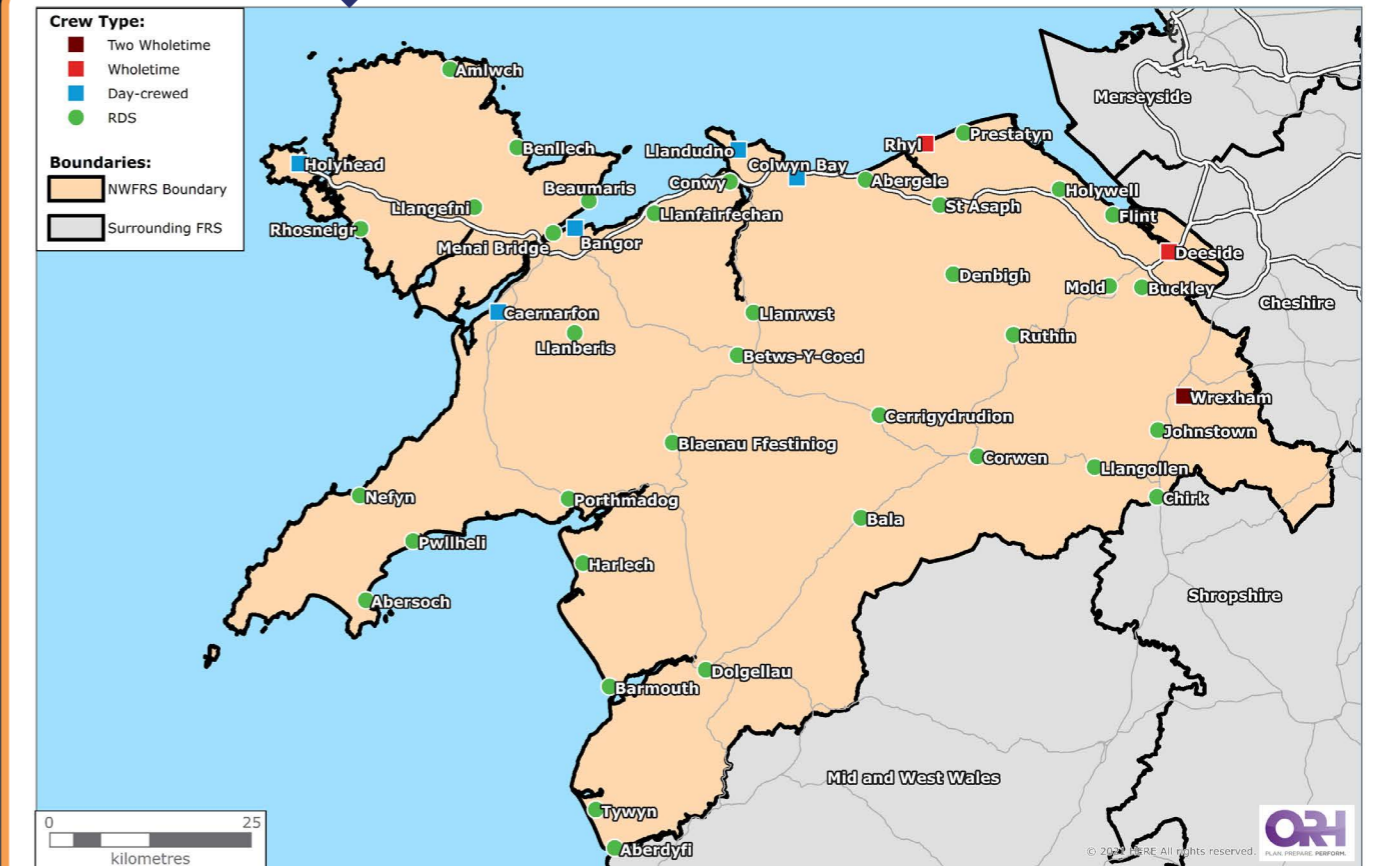 Crew Type:
Two Wholetime
Wholetime
Day-crewed
RDS
Boundaries:
NWFRS Boundary
Surrounding FRS
Amlwch
Merseyside
Prestatyn
Rhyl
Benllech
Llandudno
Colwyn Bay
Holyhead
Conwy
Abergele
Beaumaris
Holywell
Llangefni
St Asaph
Llanfairfechan
Flint
Rhosneigr
Menai Bridge
Bangor
Deeside
Denbigh
Mold
Buckley
Cheshire
Caernarfon
Llanrwst
Llanberis
Ruthin
Betws-Y-Coed
Wrexham
Cerrigydrudion
Johnstown
Blaenau Ffestiniog
Corwen
Llangollen
Nefyn
Porthmadog
Chirk
Bala
Pwllheli
Harlech
Abersoch
Shropshire
Dolgellau
Barmouth
Mid and West Wales
Tywyn
Aberdyfi
0 25
kilometres
HERE All rights reserved.
ORH
PLAN. PREPARE. PERFORM.